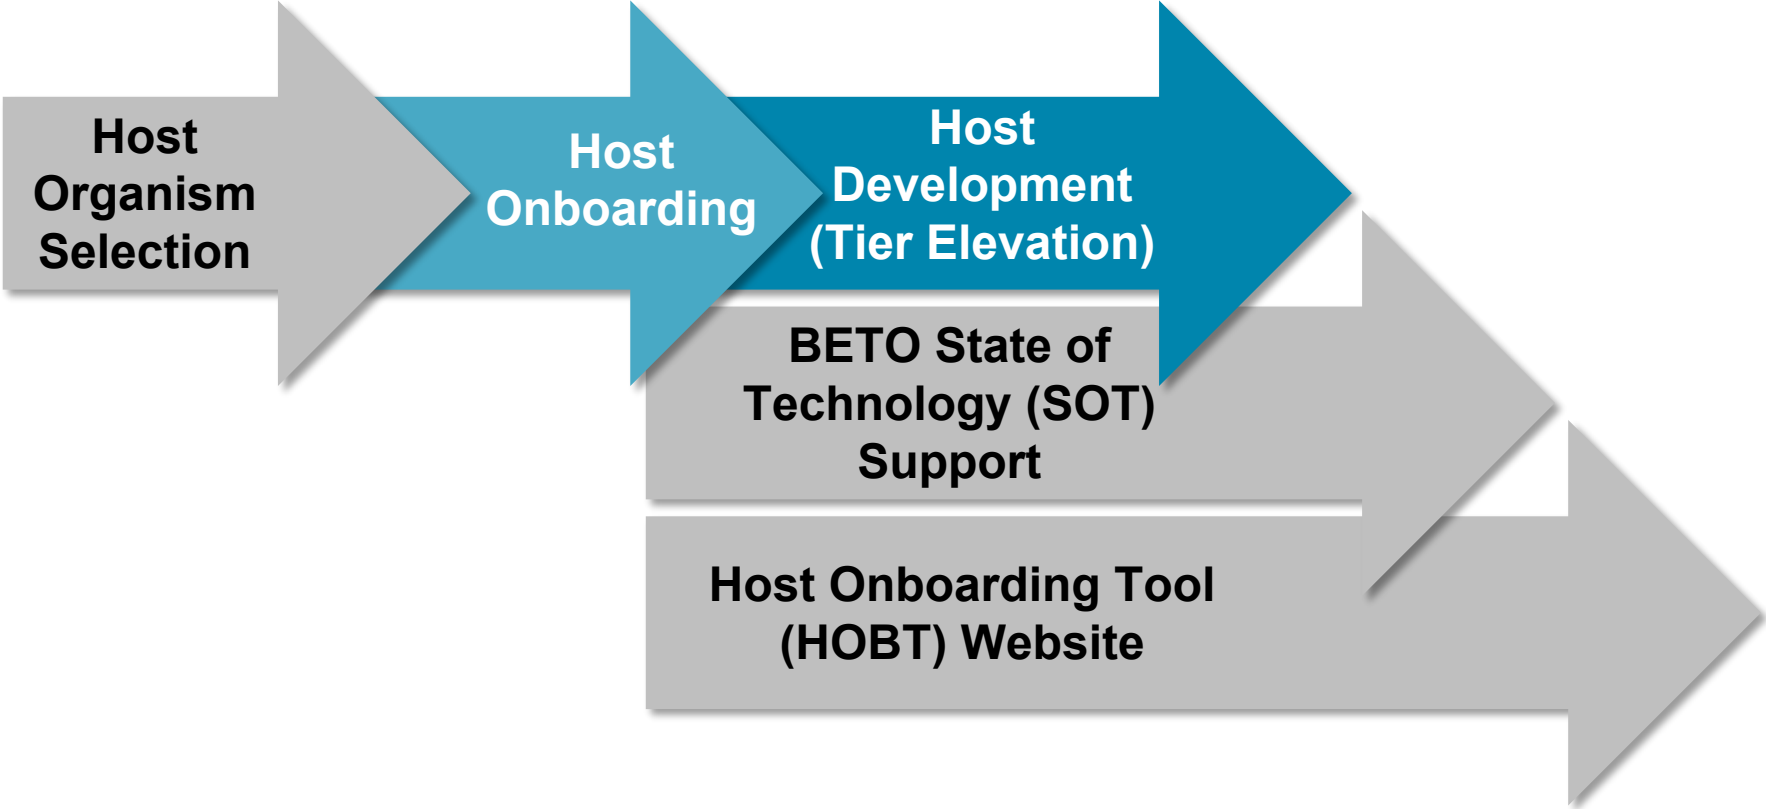 Host
Organism
Selection
Host
Onboarding
Host
Development
(Tier Elevation)
BETO State of
Technology (SOT)
Support
Host Onboarding Tool
(HOBT) Website